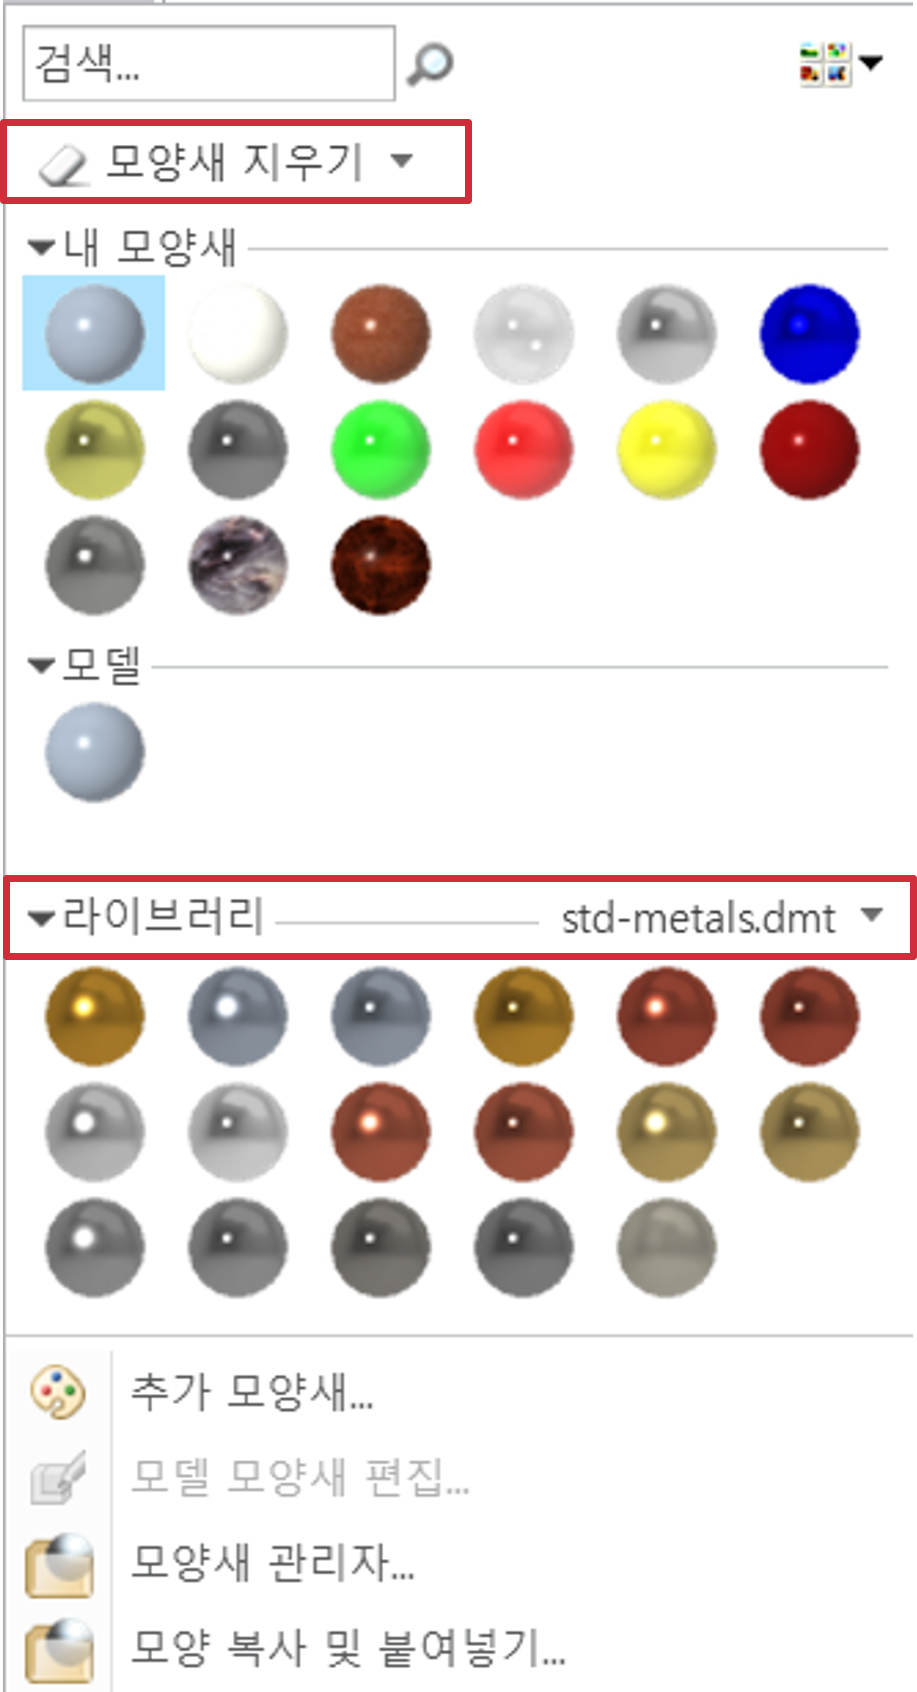 검색...
모양새 지우기
내 모양새
모델
라이브러리 std-metals.dmt
추가 모양새...
모델 모양새 편집...
모양새 관리자...
모양 복사 및 붙여넣기...